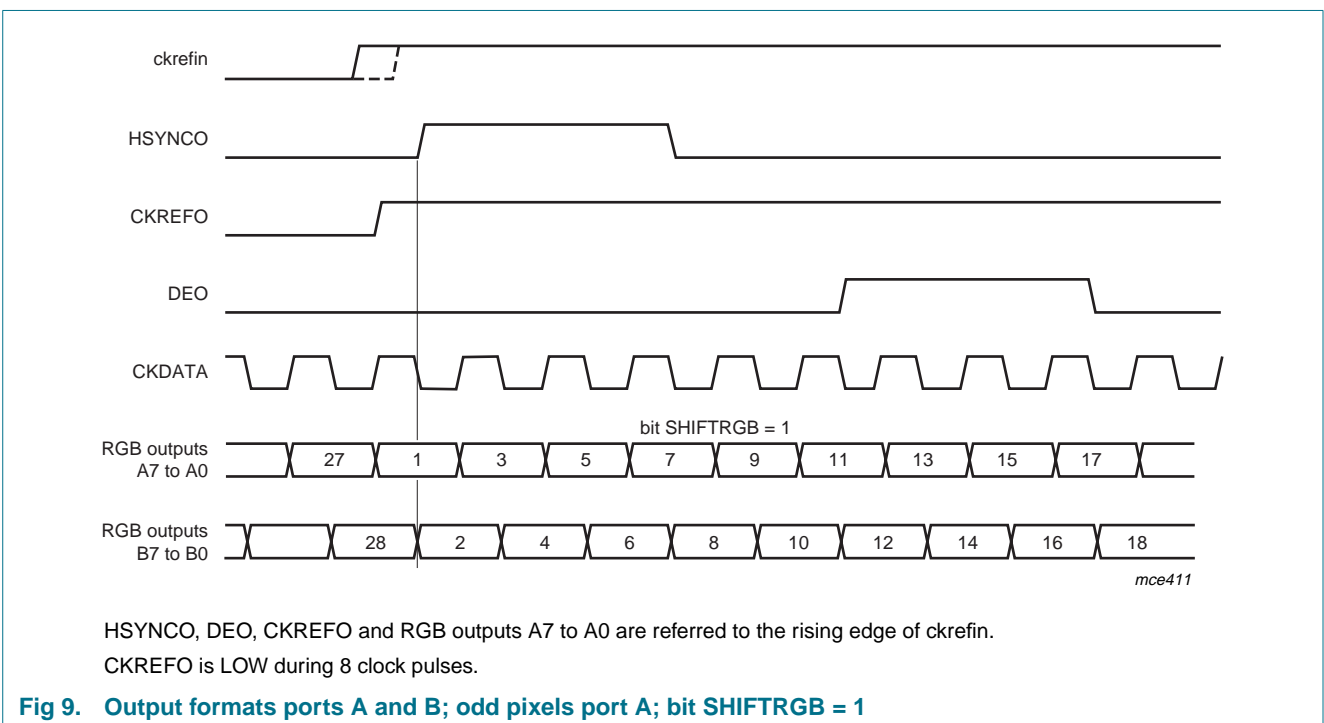 ckrefin
HSYNCO
CKREFO
DEO
CKDATA
bit SHIFTRGB = 1
RGB outputs
A7 to A0
27 1 3 5 7 9 11 13 15 17
RGB outputs
B7 to B0
28 2 4 6 8 10 12 14 16 18
mce411
HSYNCO, DEO, CKREFO and RGB outputs A7 to A0 are referred to the rising edge of ckrefin.
CKREFO is LOW during 8 clock pulses.
Fig 9. Output formats ports A and B; odd pixels port A; bit SHIFTRGB = 1